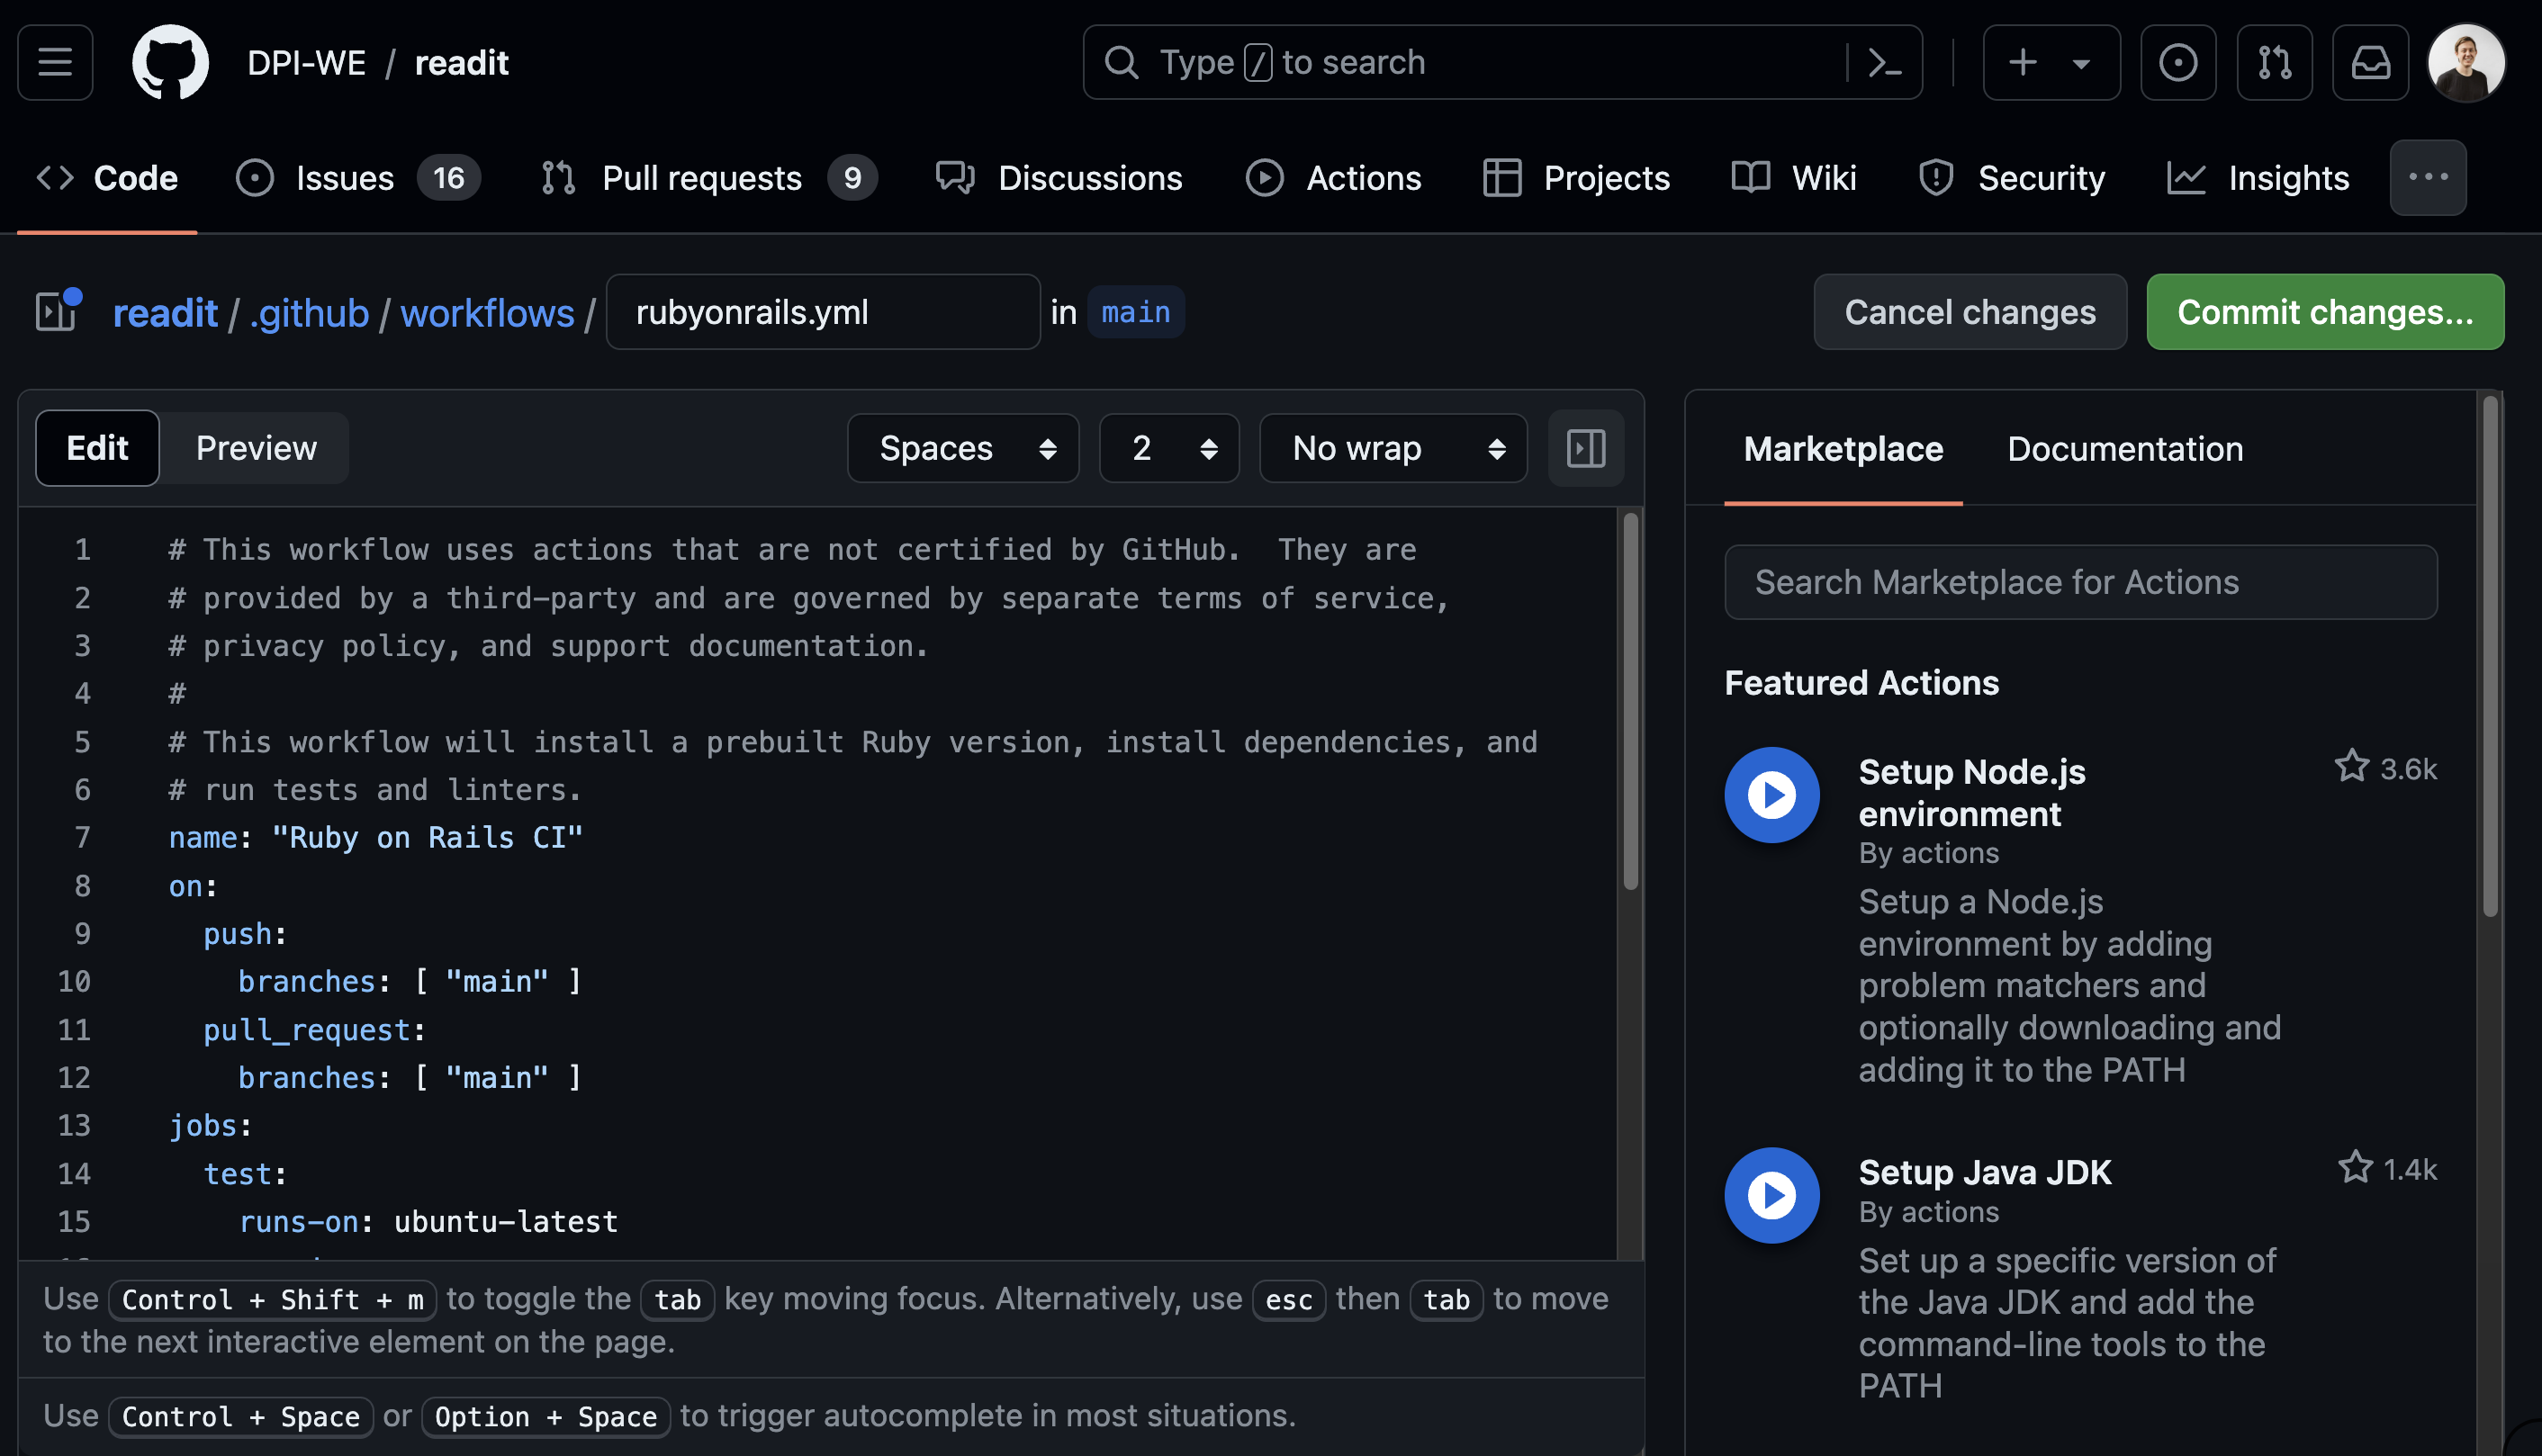 DPI-WE / readit
Type / to search
Code
Issues 16
Pull requests 9
Discussions
Actions
Projects
Wiki
Security
Insights
readit / .github / workflows / rubyonrails.yml in main
Cancel changes
Commit changes...
Edit
Preview
Spaces
2
No wrap
1 # This workflow uses actions that are not certified by GitHub.  They are
2 # provided by a third-party and are governed by separate terms of service,
3 # privacy policy, and support documentation.
4 #
5 # This workflow will install a prebuilt Ruby version, install dependencies, and
6 # run tests and linters.
7 name: "Ruby on Rails CI"
8 on:
9   push:
10     branches: [ "main" ]
11   pull_request:
12     branches: [ "main" ]
13 jobs:
14   test:
15     runs-on: ubuntu-latest
Use Control + Shift + m to toggle the tab key moving focus. Alternatively, use esc then tab to move
to the next interactive element on the page.
Use Control + Space or Option + Space to trigger autocomplete in most situations.
Marketplace
Documentation
Search Marketplace for Actions
Featured Actions
Setup Node.js
environment
3.6k
By actions
Setup a Node.js
environment by adding
problem matchers and
optionally downloading and
adding it to the PATH
Setup Java JDK
1.4k
By actions
Set up a specific version of
the Java JDK and add the
command-line tools to the
PATH